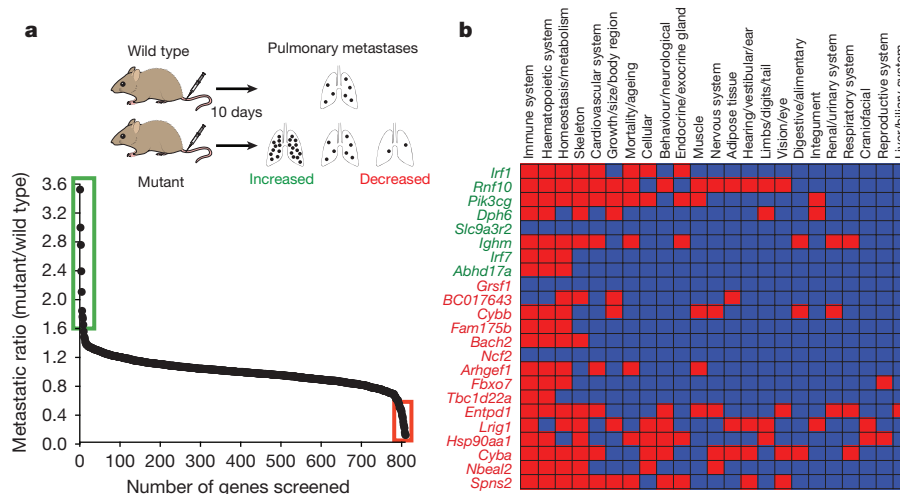 a
Wild type
Pulmonary metastases
10 days
Mutant
Increased
Decreased
Metastatic ratio (mutant/wild type)
3.6
3.2
2.8
2.4
2.0
1.6
1.2
0.8
0.4
0.0
0 100 200 300 400 500 600 700 800
Number of genes screened
b
Immune system
Haematopoietic system
Homeostasis/metabolism
Skeleton
Cardiovascular system
Growth/size/body region
Mortality/ageing
Cellular
Behaviour/neurological
Endocrine/exocrine gland
Muscle
Nervous system
Adipose tissue
Hearing/vestibular/ear
Limbs/digits/tail
Vision/eye
Digestive/alimentary
Integument
Renal/urinary system
Respiratory system
Craniofacial
Reproductive system
Irf1
Rnf10
Pik3cg
Dph6
Slc9a3r2
Ighm
Irf7
Abhd17a
Grsf1
BC017643
Cybb
Fam175b
Bach2
Ncf2
Arhgef1
Fbxo7
Tbc1d22a
Entpd1
Lrig1
Hsp90aa1
Cyba
Nbeal2
Spns2